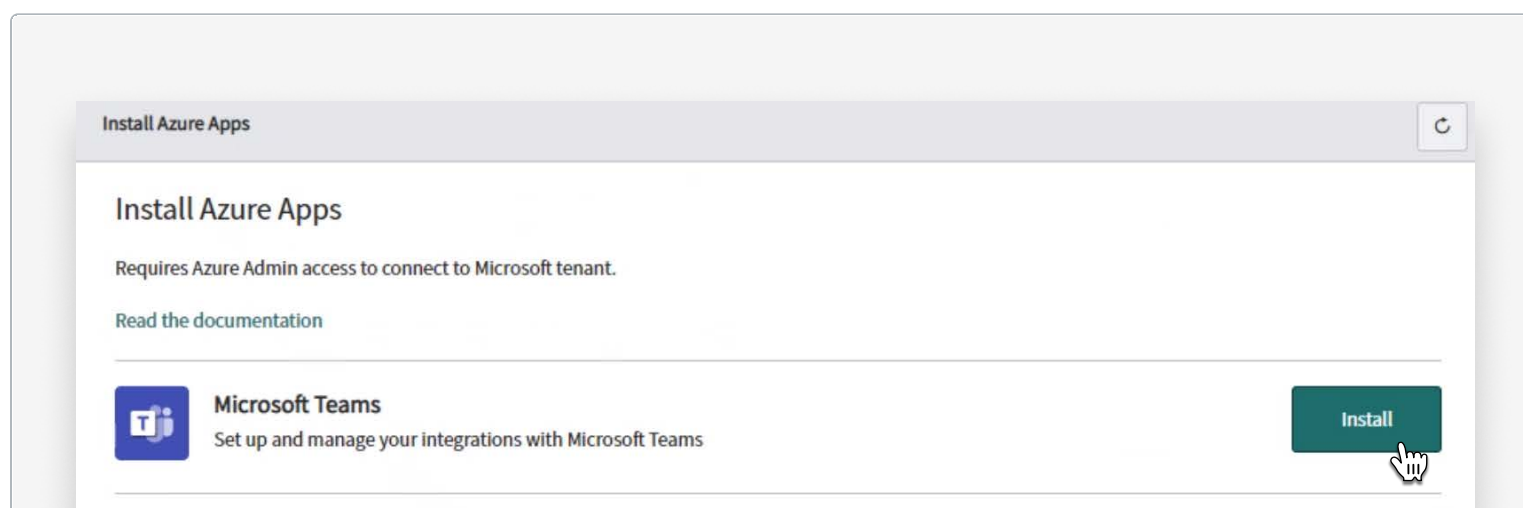 Install Azure Apps
Install Azure Apps
Requires Azure Admin access to connect to Microsoft tenant.
Read the documentation
T
Microsoft Teams
Install
Set up and manage your integrations with Microsoft Teams